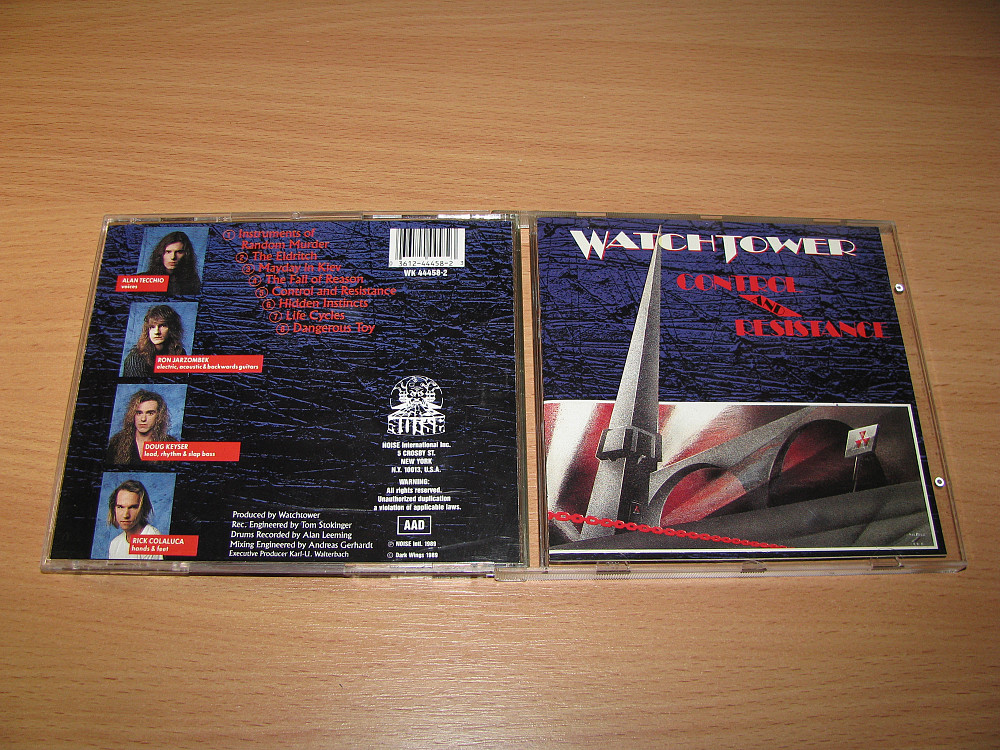 ALAN TECCHIO
voices
RON JARZOMBEK
electric, acoustic & backwards guitars
DOUG KEYSER
lead, rhythm & slap bass
RICK COLALUCA
hands & feet
1 Instruments of
Random Murder
2 The Eldritch
3 Mayday in Kiev
4 The Fall of Reason
5 Control and Resistance
6 Hidden Instincts
7 Life Cycles
8 Dangerous Toy
Produced by Watchtower
Rec. Engineered by Tom Stokinger
Drums Recorded by Alan Leeming
Mixing Engineered by Andreas Gerhardt
Executive Producer Karl-U. Walterbach
3612-44458-2
WK 44458-2
NOISE
NOISE International Inc.
5 CROSBY ST.
NEW YORK
N.Y. 10013, U.S.A.
WARNING:
All rights reserved.
Unauthorized duplication
a violation of applicable laws.
AAD
℗ NOISE Intl. 1989
© Dark Wings 1989
WATCHTOWER
CONTROL
AND
RESISTANCE